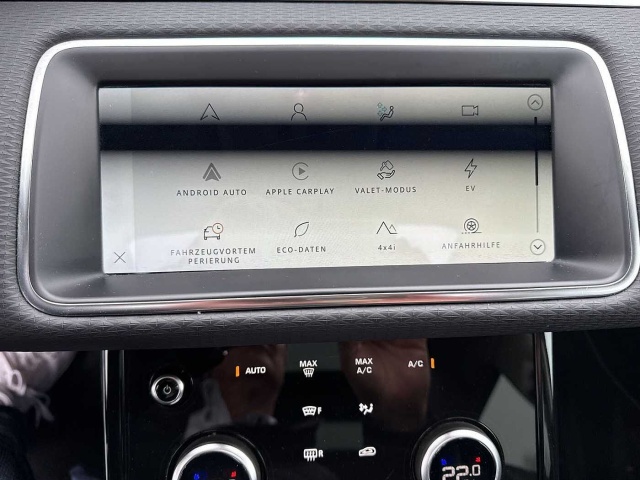 ANDROID AUTO
APPLE CARPLAY
VALET-MODUS
EV
FAHRZEUGVORTEM
PERIERUNG
ECO-DATEN
4x4i
ANFAHRHILFE
AUTO
MAX
MAX
A/C
A/C
F
R
22.0